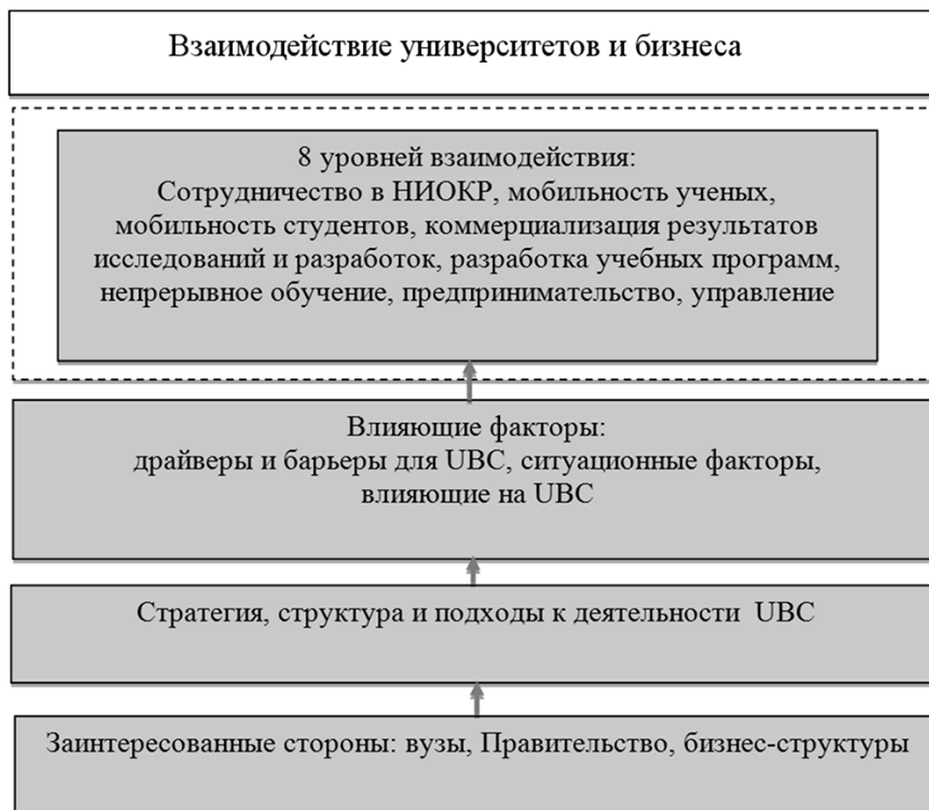 Взаимодействие университетов и бизнеса
8 уровней взаимодействия:
Сотрудничество в НИОКР, мобильность ученых,
мобильность студентов, коммерциализация результатов
исследований и разработок, разработка учебных программ,
непрерывное обучение, предпринимательство, управление
Влияющие факторы:
драйверы и барьеры для UBC, ситуационные факторы,
влияющие на UBC
Стратегия, структура и подходы к деятельности UBC
Заинтересованные стороны: вузы, Правительство, бизнес-структуры